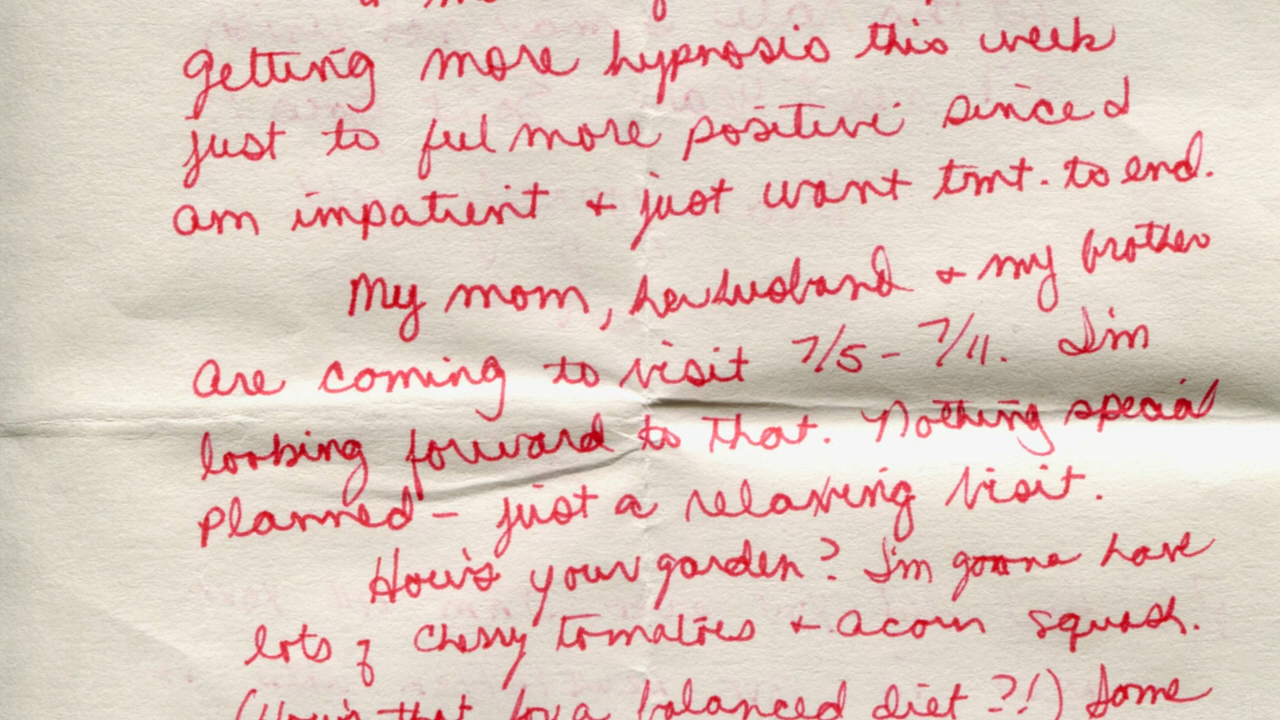 getting more hypnosis this week
just to feel more positive since I
am impatient + just want tmt. to end.
My mom, her husband + my brother
are coming to visit 7/5 - 7/11. I'm
looking forward to that. Nothing special
planned - just a relaxing visit.
How's your garden? I'm gonna have
lots of cherry tomatoes + acorn squash.
(How's that for a balanced diet?!) Some